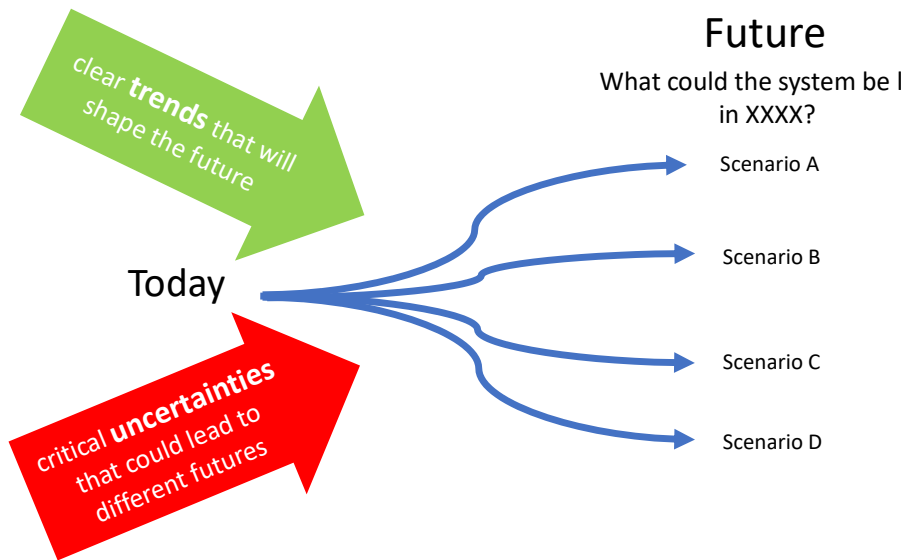 Future
What could the system be l
in XXXX?
clear trends that will
shape the future
Scenario A
Today
Scenario B
Scenario C
Scenario D
critical uncertainties
that could lead to
different futures